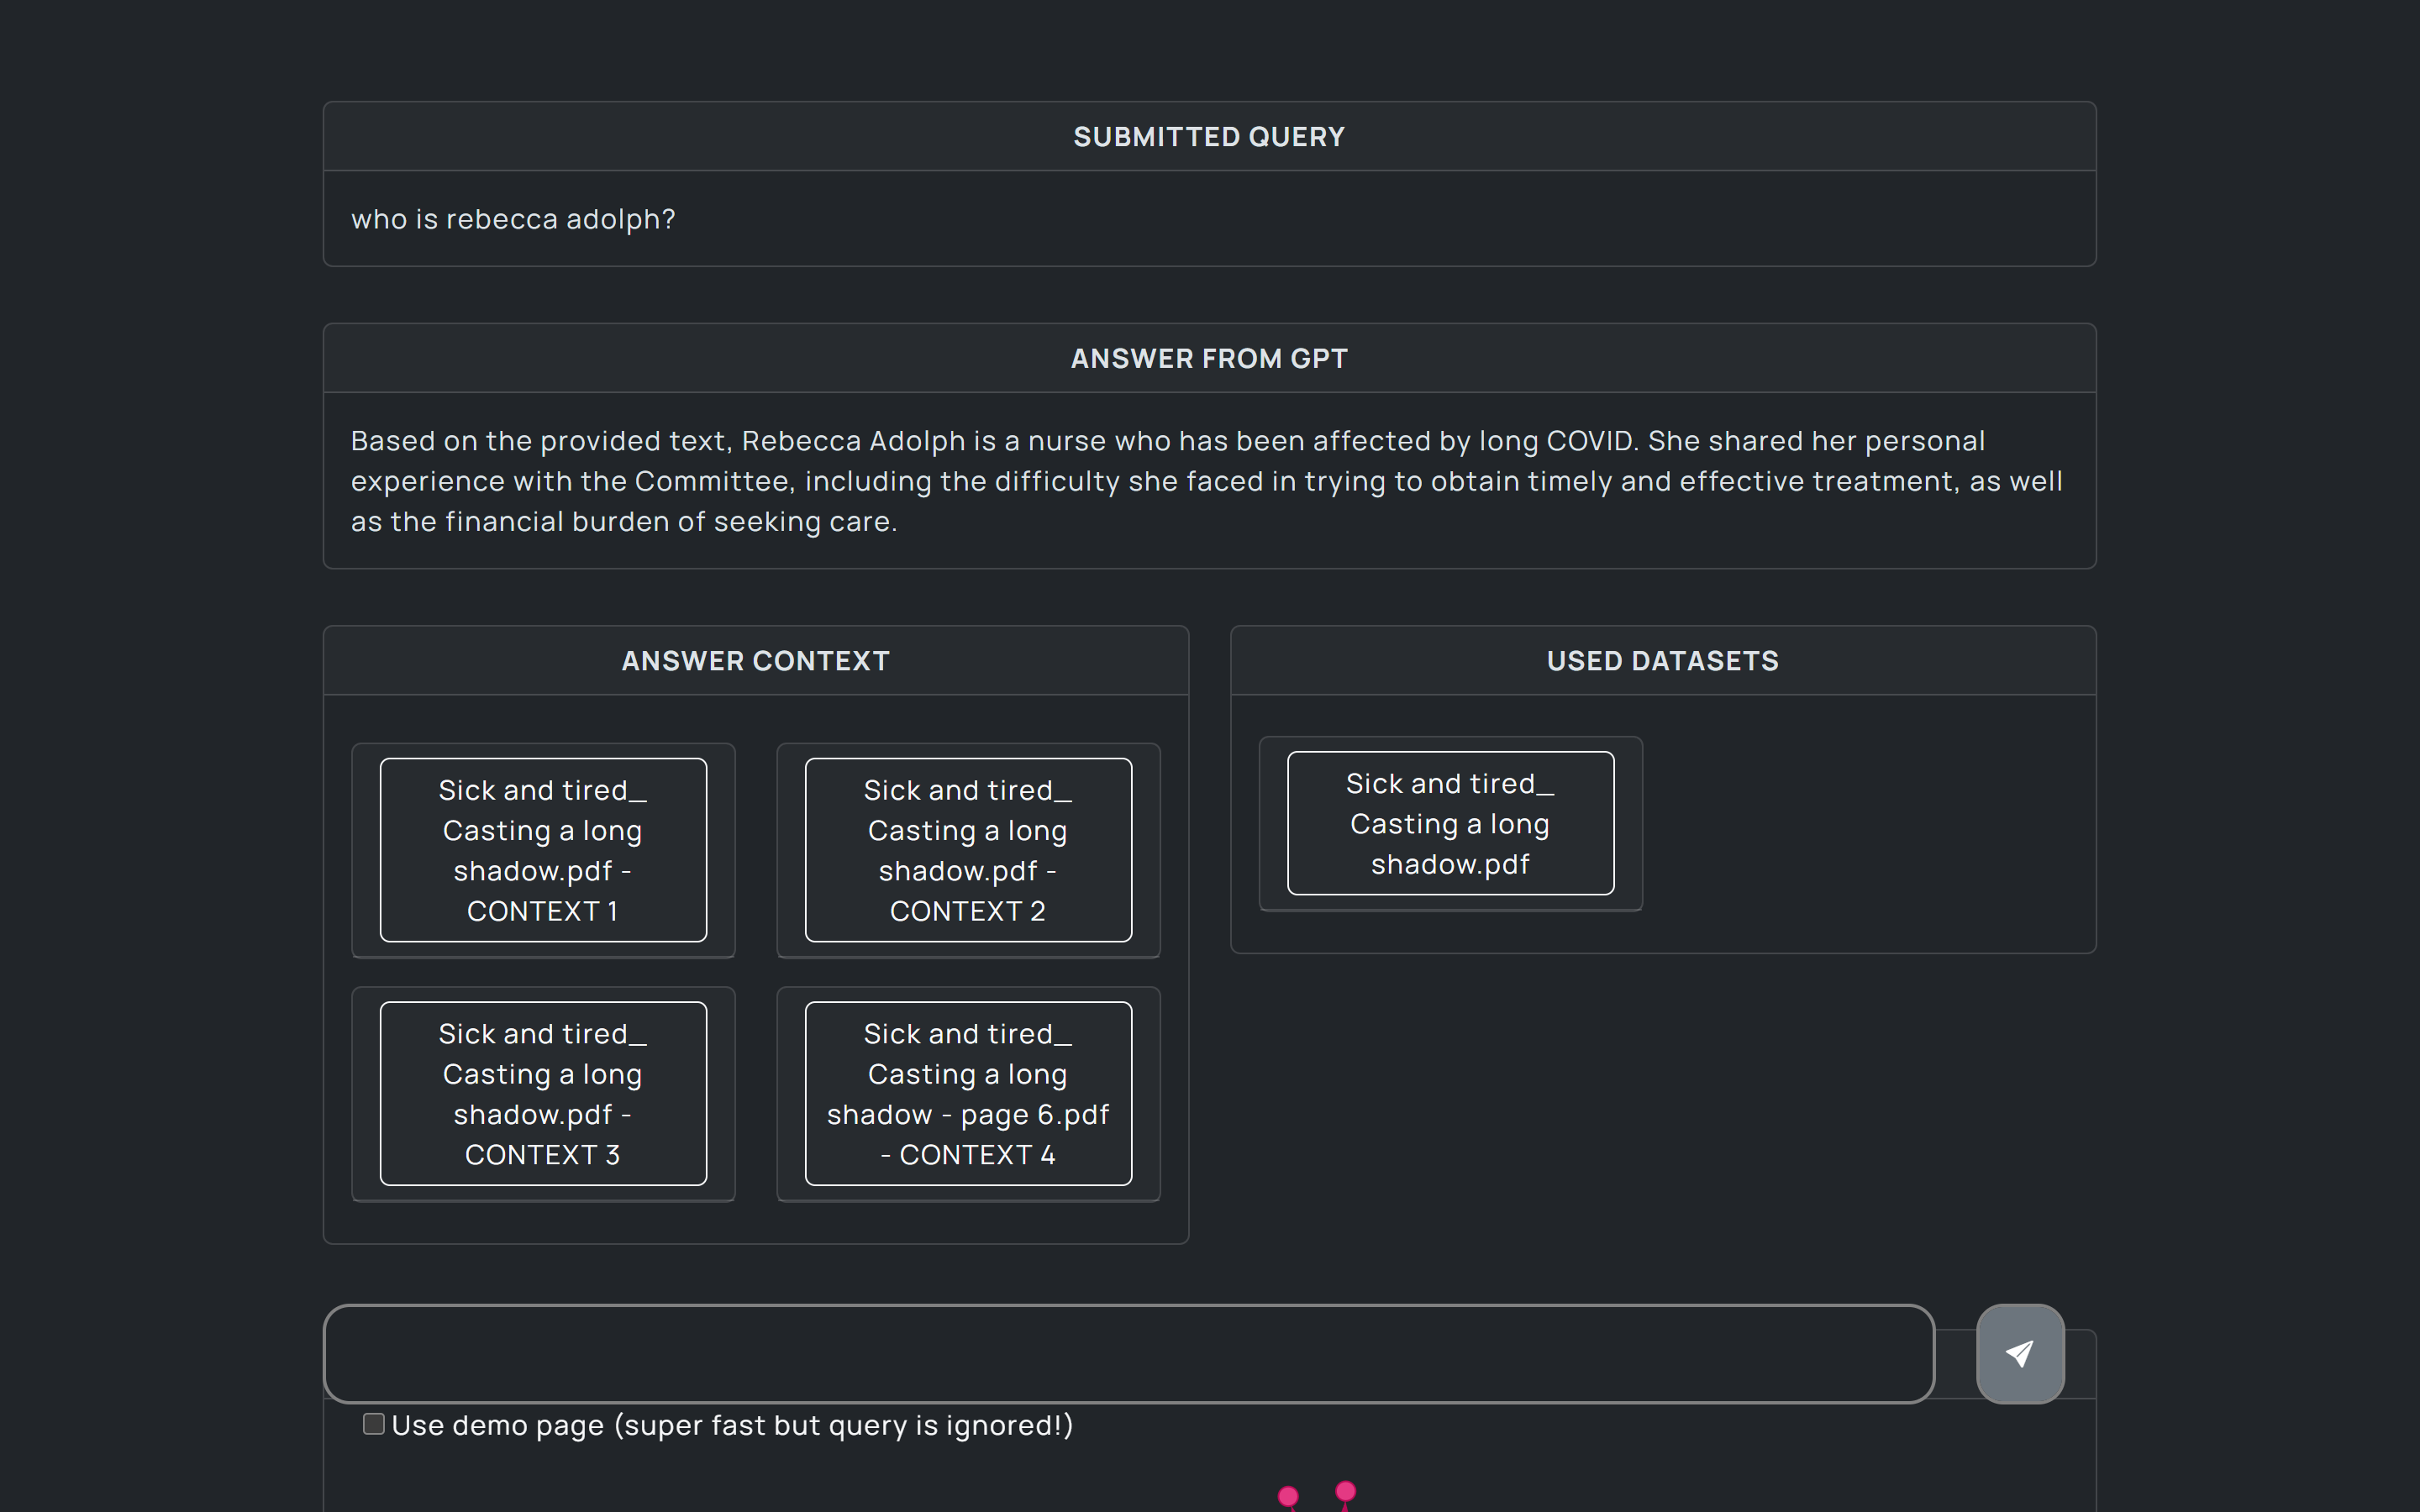 SUBMITTED QUERY
who is rebecca adolph?
ANSWER FROM GPT
Based on the provided text, Rebecca Adolph is a nurse who has been affected by long COVID. She shared her personal
experience with the Committee, including the difficulty she faced in trying to obtain timely and effective treatment, as well
as the financial burden of seeking care.
ANSWER CONTEXT
Sick and tired_
Casting a long
shadow.pdf -
CONTEXT 1
Sick and tired_
Casting a long
shadow.pdf -
CONTEXT 2
Sick and tired_
Casting a long
shadow.pdf -
CONTEXT 3
Sick and tired_
Casting a long
shadow - page 6.pdf
- CONTEXT 4
USED DATASETS
Sick and tired_
Casting a long
shadow.pdf
Use demo page (super fast but query is ignored!)